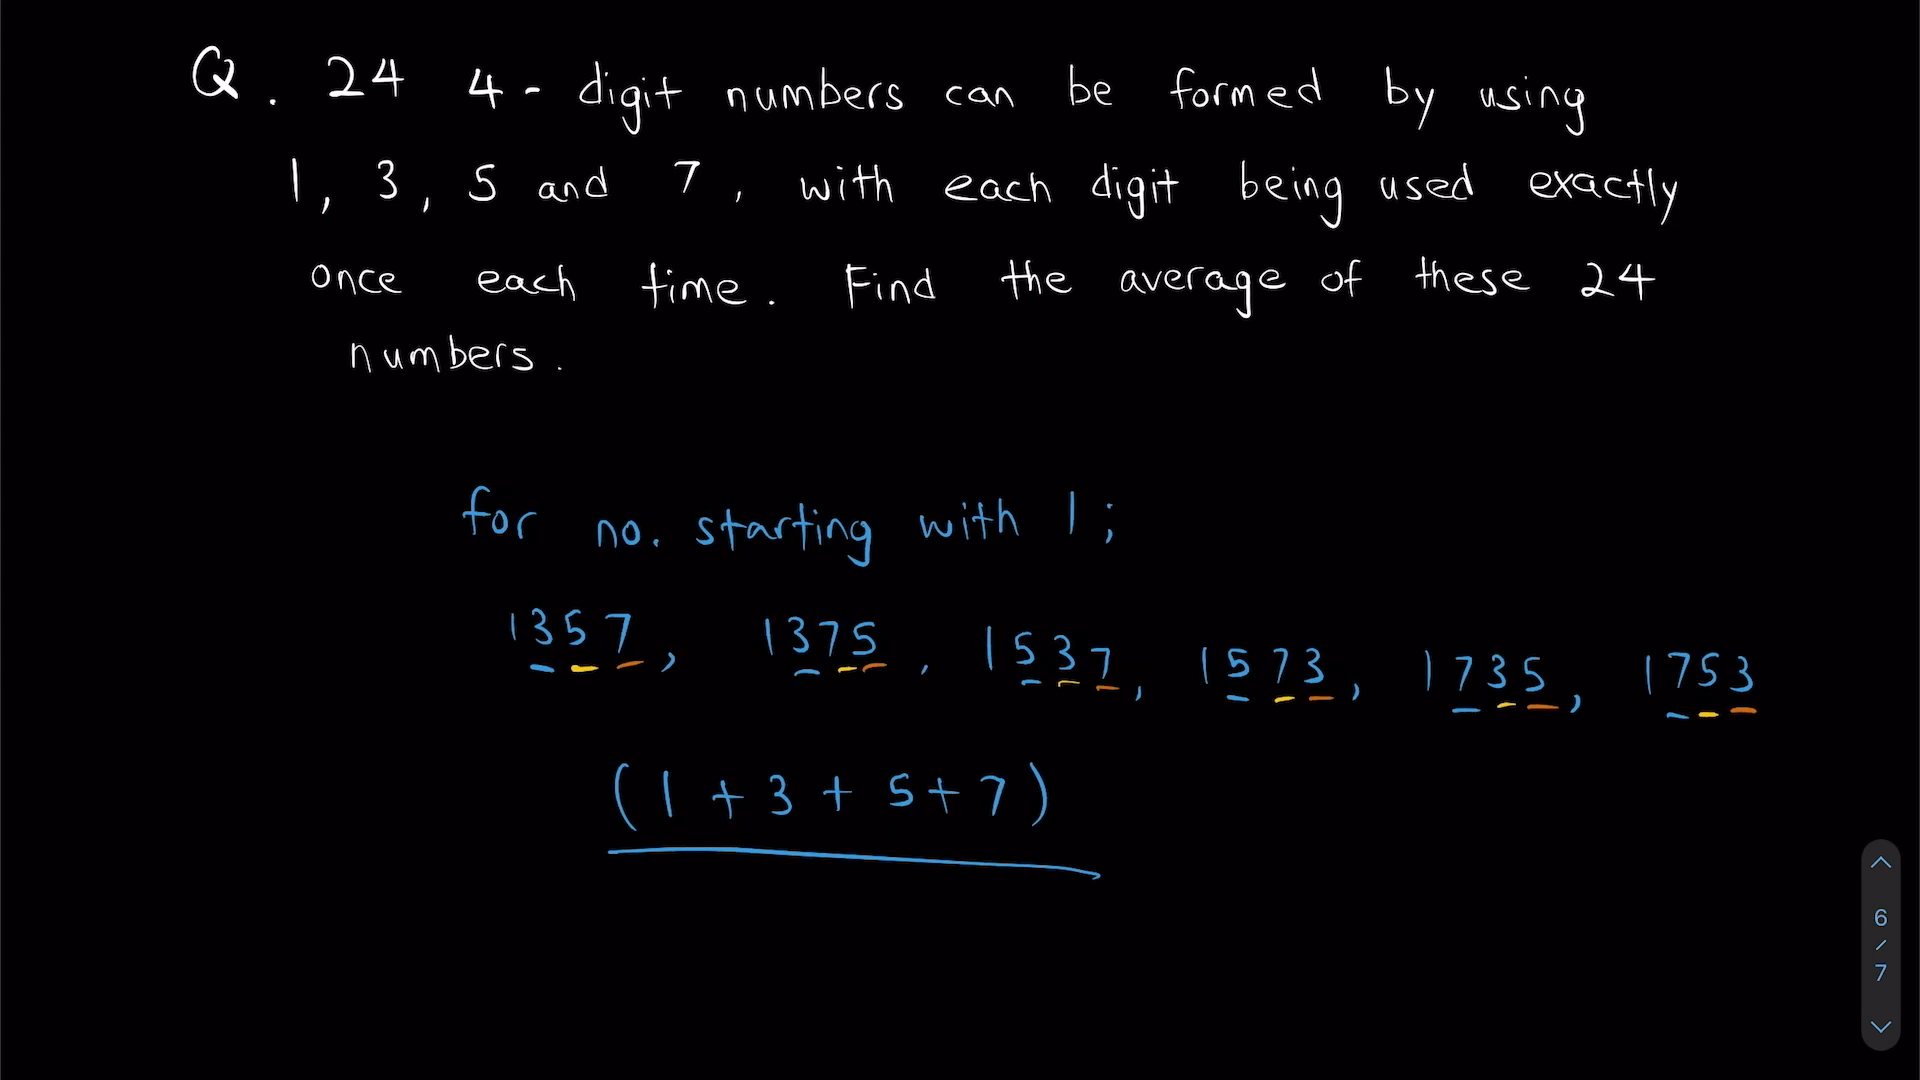 Q. 24 4-digit numbers can be formed by using
1, 3, 5 and 7, with each digit being used exactly
once each time. Find the average of these 24
numbers.
for no. starting with 1;
1357, 1375, 1537, 1573, 1735, 1753
(1 + 3 + 5 + 7)
6
/
7